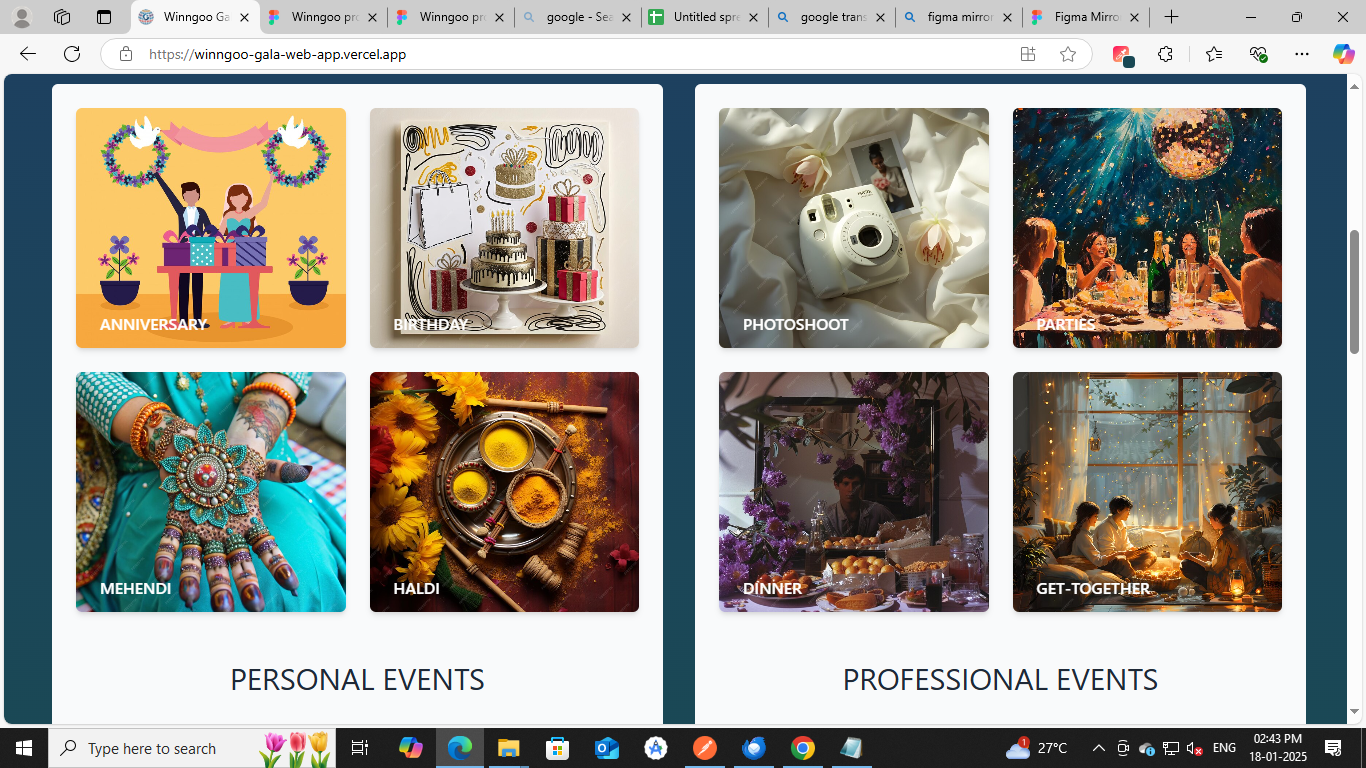 Winngoo Ga
Winngoo pro
Winngoo pro
google - Sea
Untitled spre
google trans
figma mirror
Figma Mirro
https://winngoo-gala-web-app.vercel.app
ANNIVERSARY
BIRTHDAY
PHOTOSHOOT
PARTIES
MEHENDI
HALDI
DINNER
GET-TOGETHER
PERSONAL EVENTS
PROFESSIONAL EVENTS
Type here to search
1
27°C
ENG
02:43 PM
18-01-2025